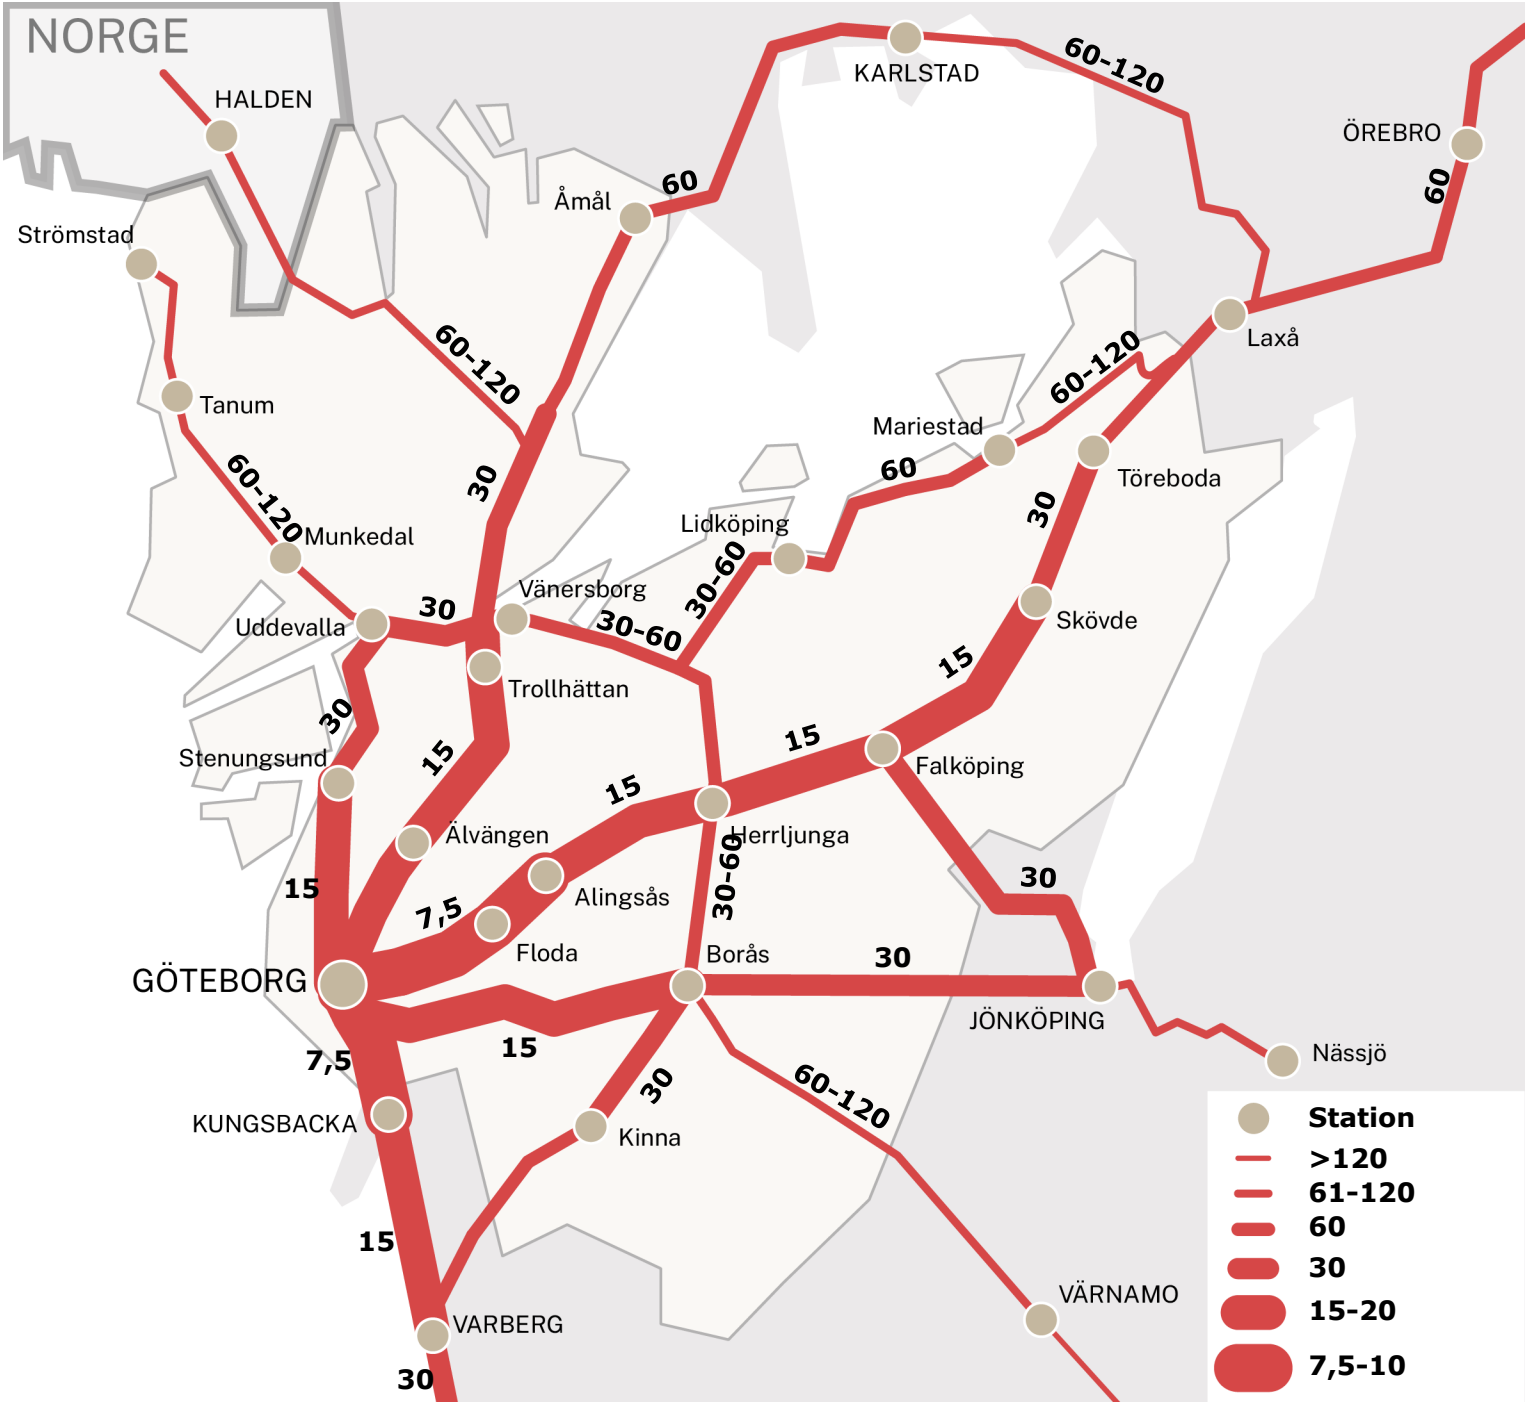 NORGE
HALDEN
KARLSTAD
60-120
ÖREBRO
60
Åmål
60
Strömstad
Laxå
60-120
60-120
Tanum
Mariestad
60
Töreboda
30
30
60-120
Munkedal
Lidköping
30-60
Vänersborg
30
Uddevalla
30-60
Skövde
15
Trollhättan
30
15
15
Stenungsund
Falköping
15
Älvängen
Herrljunga
30-60
15
30
Alingsås
7,5
Floda
Borås
30
GÖTEBORG
JÖNKÖPING
15
7,5
Nässjö
30
60-120
KUNGSBACKA
Kinna
15
VÄRNAMO
VARBERG
30
Station
>120
61-120
60
30
15-20
7,5-10